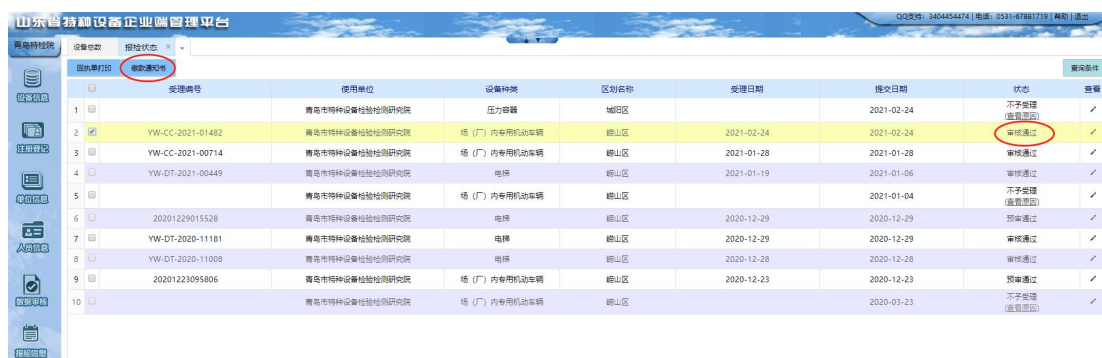 山东省特种设备企业端管理平台
QQ支持：3404454474 | 电话：0531-67881719 | 帮助 | 退出
青岛特检院 设备总数 报检状态 ×
回执单打印 缴款通知书 查询条件
受理编号 使用单位 设备种类 区划名称 受理日期 提交日期 状态 查看
1 青岛市特种设备检验检测研究院 压力容器 城阳区 2021-02-24 不予受理
(查看原因)
2 YW-CC-2021-01482 青岛市特种设备检验检测研究院 场（厂）内专用机动车辆 崂山区 2021-02-24 2021-02-24 审核通过
3 YW-CC-2021-00714 青岛市特种设备检验检测研究院 场（厂）内专用机动车辆 崂山区 2021-01-28 2021-01-28 审核通过
4 YW-DT-2021-00449 青岛市特种设备检验检测研究院 电梯 崂山区 2021-01-19 2021-01-06 审核通过
5 青岛市特种设备检验检测研究院 场（厂）内专用机动车辆 崂山区 2021-01-04 不予受理
(查看原因)
6 20201229015528 青岛市特种设备检验检测研究院 电梯 崂山区 2020-12-29 2020-12-29 预审通过
7 YW-DT-2020-11181 青岛市特种设备检验检测研究院 电梯 崂山区 2020-12-29 2020-12-29 审核通过
8 YW-DT-2020-11008 青岛市特种设备检验检测研究院 电梯 崂山区 2020-12-28 2020-12-28 审核通过
9 20201223095806 青岛市特种设备检验检测研究院 场（厂）内专用机动车辆 崂山区 2020-12-23 2020-12-23 预审通过
10 青岛市特种设备检验检测研究院 场（厂）内专用机动车辆 崂山区 2020-03-23 不予受理
(查看原因)
设备信息
注册登记
单位信息
人员信息
数据审核
报检信息